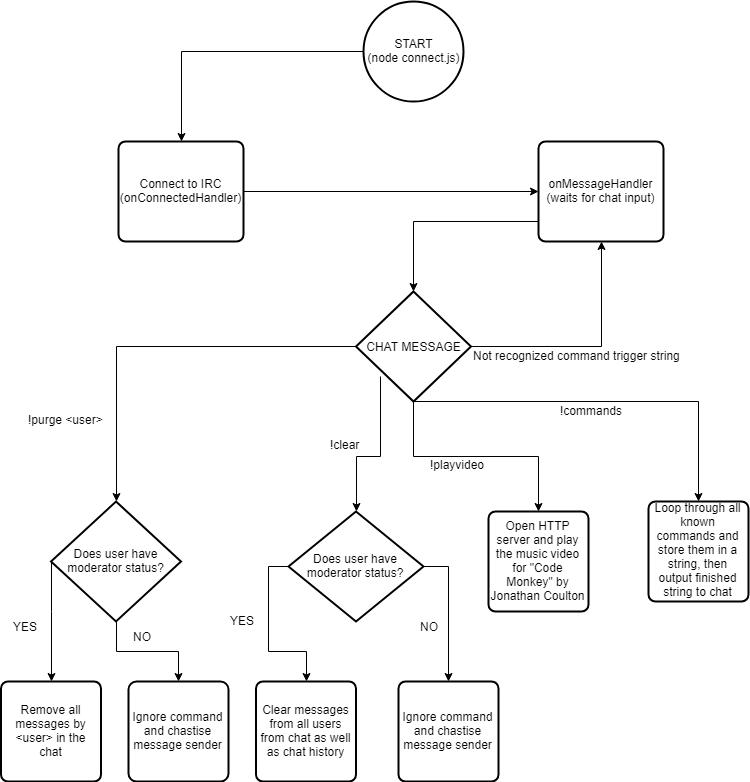 START
(node connect.js)
Connect to IRC
(onConnectedHandler)
onMessageHandler
(waits for chat input)
CHAT MESSAGE
Not recognized command trigger string
!purge <user>
!clear
!playvideo
!commands
Does user have
moderator status?
Does user have
moderator status?
Open HTTP
server and play
the music video
for "Code
Monkey" by
Jonathan Coulton
Loop through all
known
commands and
store them in a
string, then
output finished
string to chat
YES
NO
YES
NO
Remove all
messages by
<user> in the
chat
Ignore command
and chastise
message sender
Clear messages
from all users
from chat as well
as chat history
Ignore command
and chastise
message sender